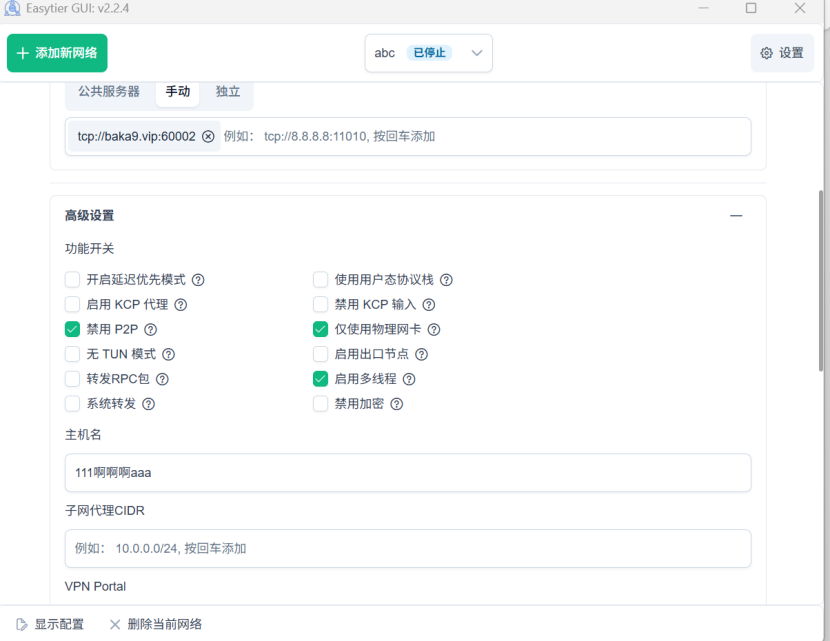 Easytier GUI: v2.2.4
添加新网络
abc 已停止
设置
公共服务器 手动 独立
tcp://baka9.vip:60002 例如: tcp://8.8.8.8:11010, 按回车添加
高级设置
功能开关
开启延迟优先模式 使用用户态协议栈
启用 KCP 代理 禁用 KCP 输入
禁用 P2P 仅使用物理网卡
无 TUN 模式 启用出口节点
转发RPC包 启用多线程
系统转发 禁用加密
主机名
111啊啊啊aaa
子网代理CIDR
例如: 10.0.0.0/24, 按回车添加
VPN Portal
显示配置 删除当前网络